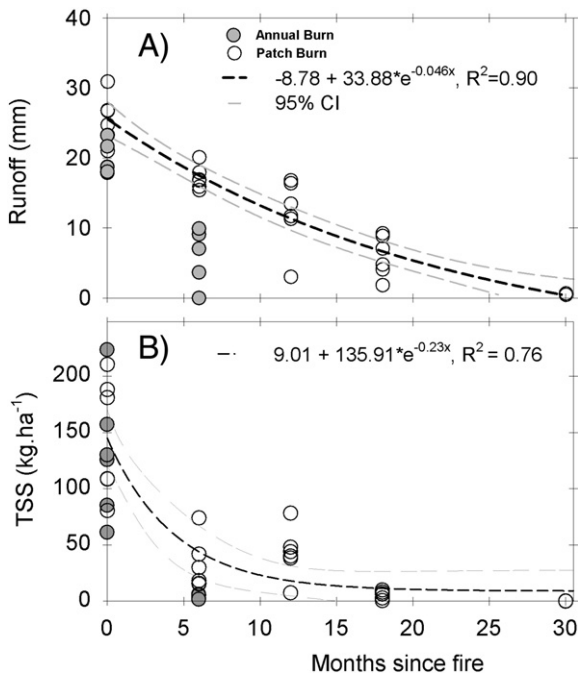 40
A)
Annual Burn
Patch Burn
-8.78 + 33.88*e-0.046x, R2=0.90
30
95% CI
Runoff (mm)
20
10
0
B)
9.01 + 135.91*e-0.23x, R2 = 0.76
200
150
TSS (kg.ha-1)
100
50
0
0 5 10 15 20 25 30
Months since fire